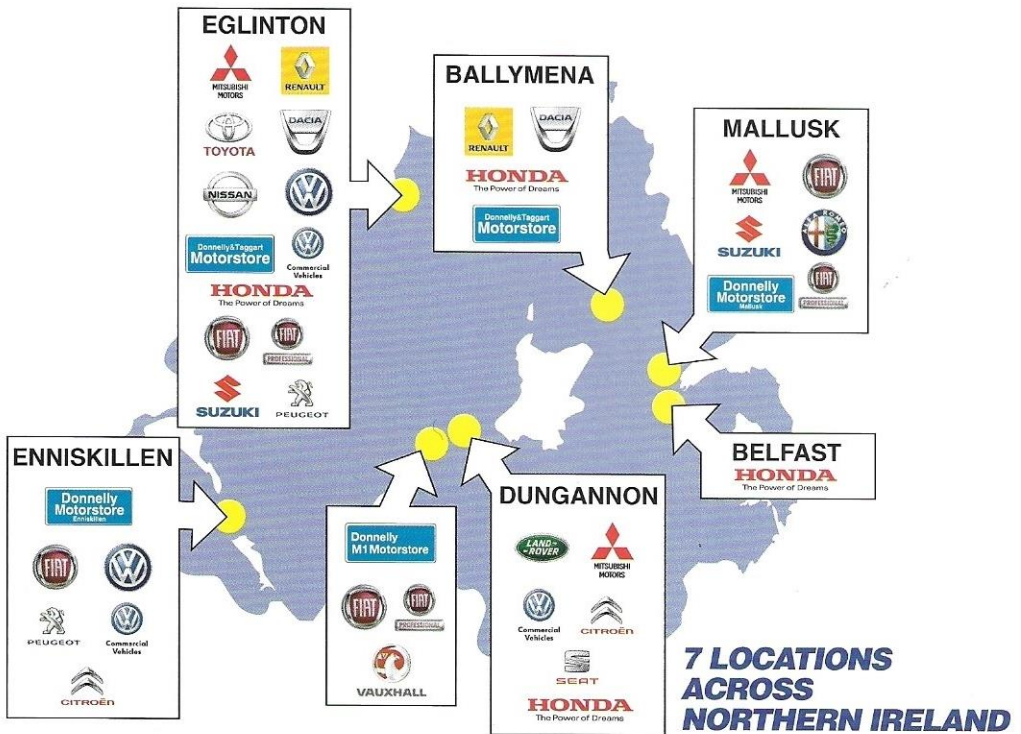 EGLINTON
MITSUBISHI
MOTORS
RENAULT
TOYOTA
DACIA
NISSAN
Donnelly&Taggart
Motorstore
Commercial
Vehicles
HONDA
The Power of Dreams
FIAT
FIAT
PROFESSIONAL
SUZUKI
PEUGEOT
BALLYMENA
RENAULT
DACIA
HONDA
The Power of Dreams
Donnelly&Taggart
Motorstore
MALLUSK
MITSUBISHI
MOTORS
FIAT
SUZUKI
ALFA ROMEO
Donnelly
Motorstore
Mallusk
FIAT
PROFESSIONAL
BELFAST
HONDA
The Power of Dreams
ENNISKILLEN
Donnelly
Motorstore
Enniskillen
FIAT
PEUGEOT
Commercial
Vehicles
CITROËN
Donnelly
M1 Motorstore
FIAT
FIAT
PROFESSIONAL
VAUXHALL
DUNGANNON
LAND-
-ROVER
MITSUBISHI
MOTORS
Commercial
Vehicles
CITROËN
SEAT
HONDA
The Power of Dreams
7 LOCATIONS
ACROSS
NORTHERN IRELAND